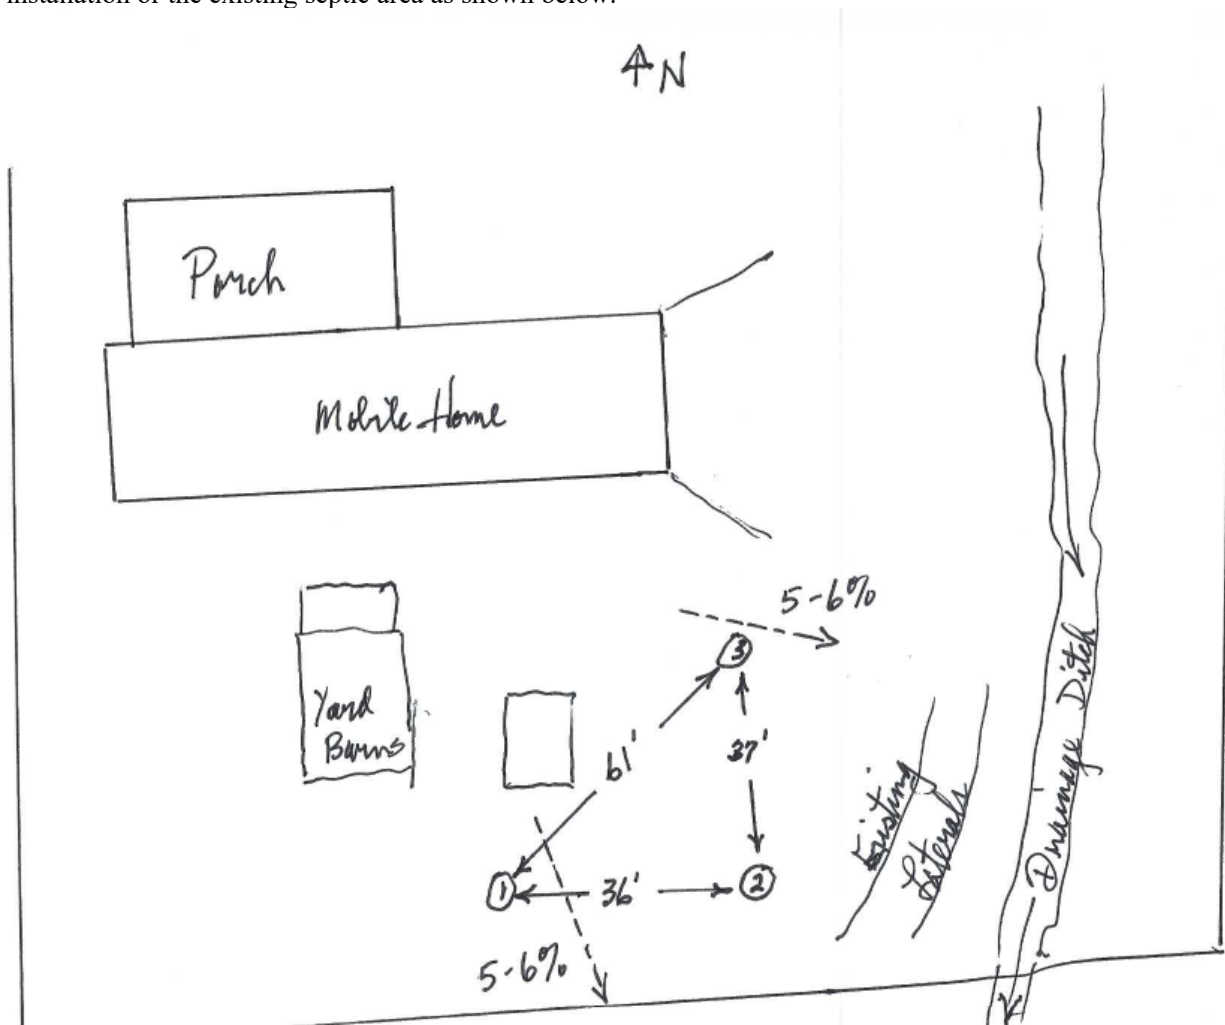 installation of the existing septic area as shown below:
N
Porch
Mobile Home
5-6%
3
Yard
Barns
61'
37'
Existing
Laterals
Drainage Ditch
1
36'
2
5-6%